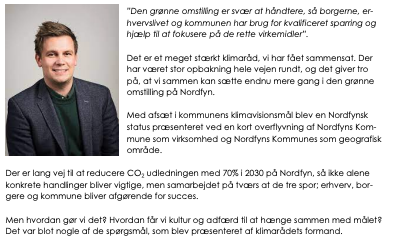 "Den grønne omstilling er svær at håndtere, så borgerne, er-
hvervslivet og kommunen har brug for kvalificeret sparring og
hjælp til at fokusere på de rette virkemidler".
Det er et meget stærkt klimaråd, vi har fået sammensat. Der
har været stor opbakning hele vejen rundt, og det giver tro
på, at vi sammen kan sætte endnu mere gang i den grønne
omstilling på Nordfyn.
Med afsæt i kommunens klimavisionsmål blev en Nordfynsk
status præsenteret ved en kort overflyvning af Nordfyns Kom-
mune som virksomhed og Nordfyns Kommunes som geografisk
område.
Der er lang vej til at reducere CO₂ udledningen med 70% i 2030 på Nordfyn, så ikke alene
konkrete handlinger bliver vigtige, men samarbejdet på tværs at de tre spor; erhverv, bor-
gere og kommune bliver afgørende for succes.
Men hvordan gør vi det? Hvordan får vi kultur og adfærd til at hænge sammen med målet?
Det var blot nogle af de spørgsmål, som blev præsenteret af klimarådets formand.